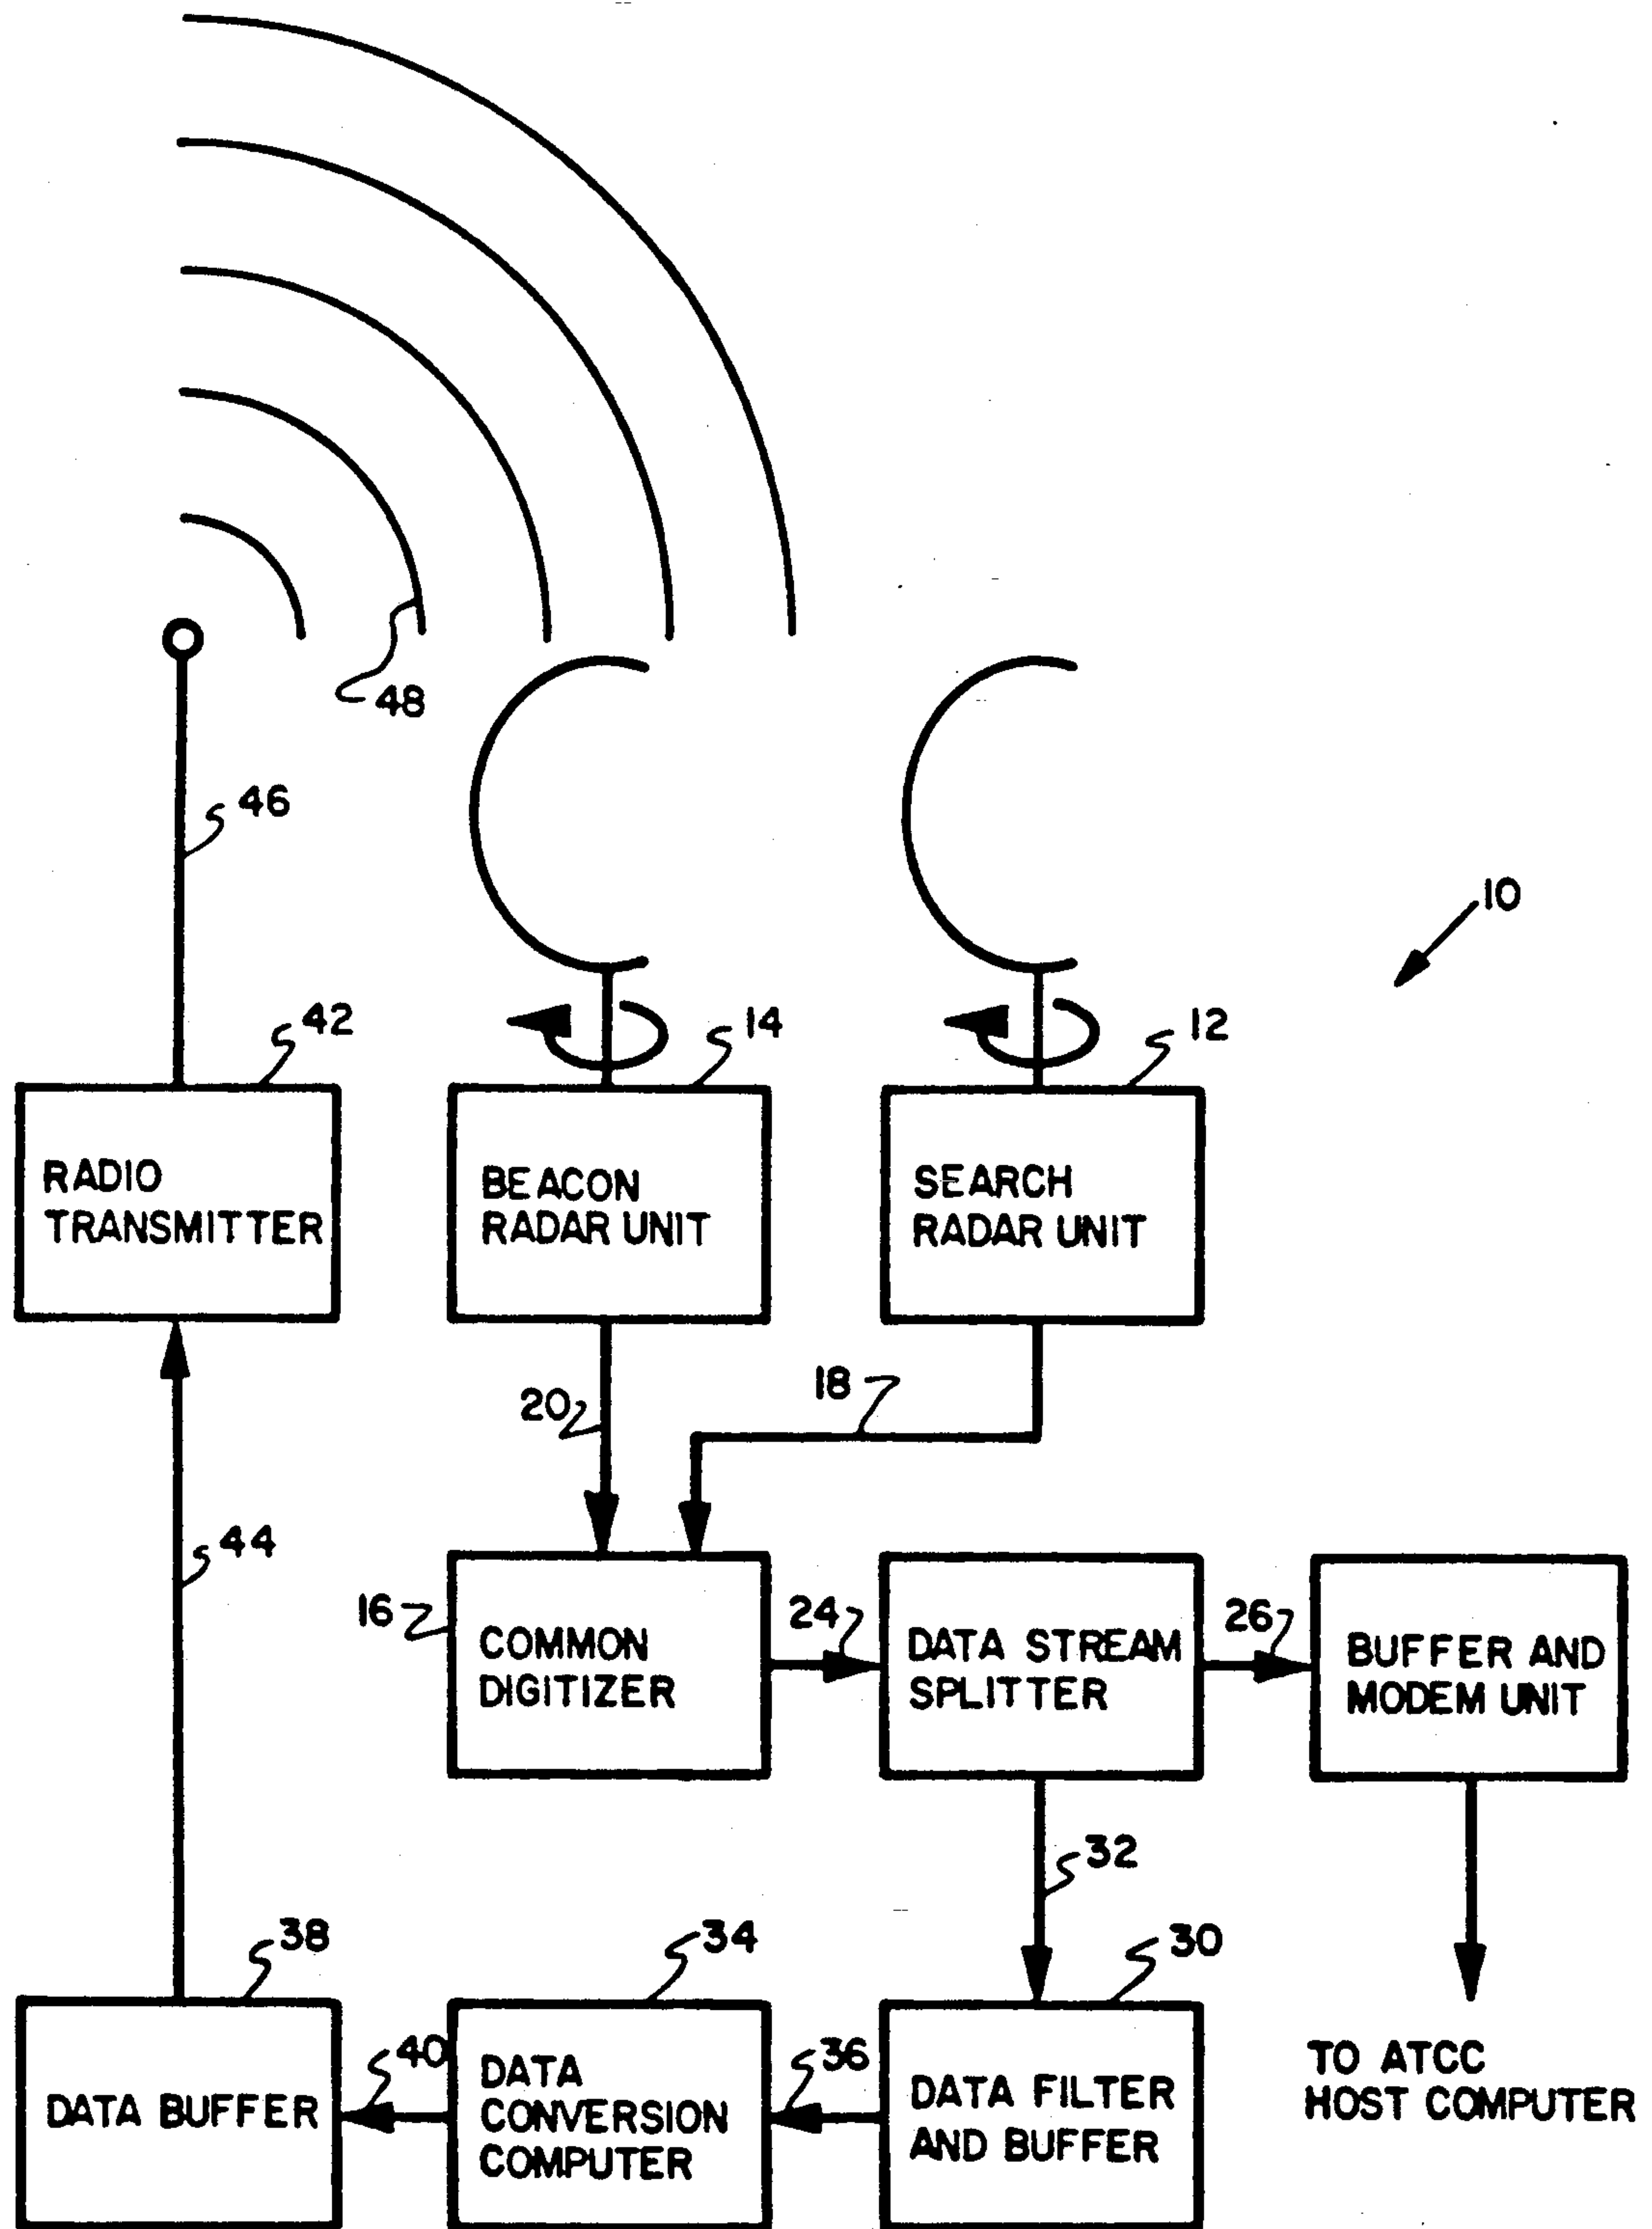 48
46
10
42
14
12
RADIO
TRANSMITTER
BEACON
RADAR UNIT
SEARCH
RADAR UNIT
20
18
44
16
24
26
COMMON
DIGITIZER
DATA STREAM
SPLITTER
BUFFER AND
MODEM UNIT
32
38
34
30
40
36
DATA BUFFER
DATA
CONVERSION
COMPUTER
DATA FILTER
AND BUFFER
TO ATCC
HOST COMPUTER